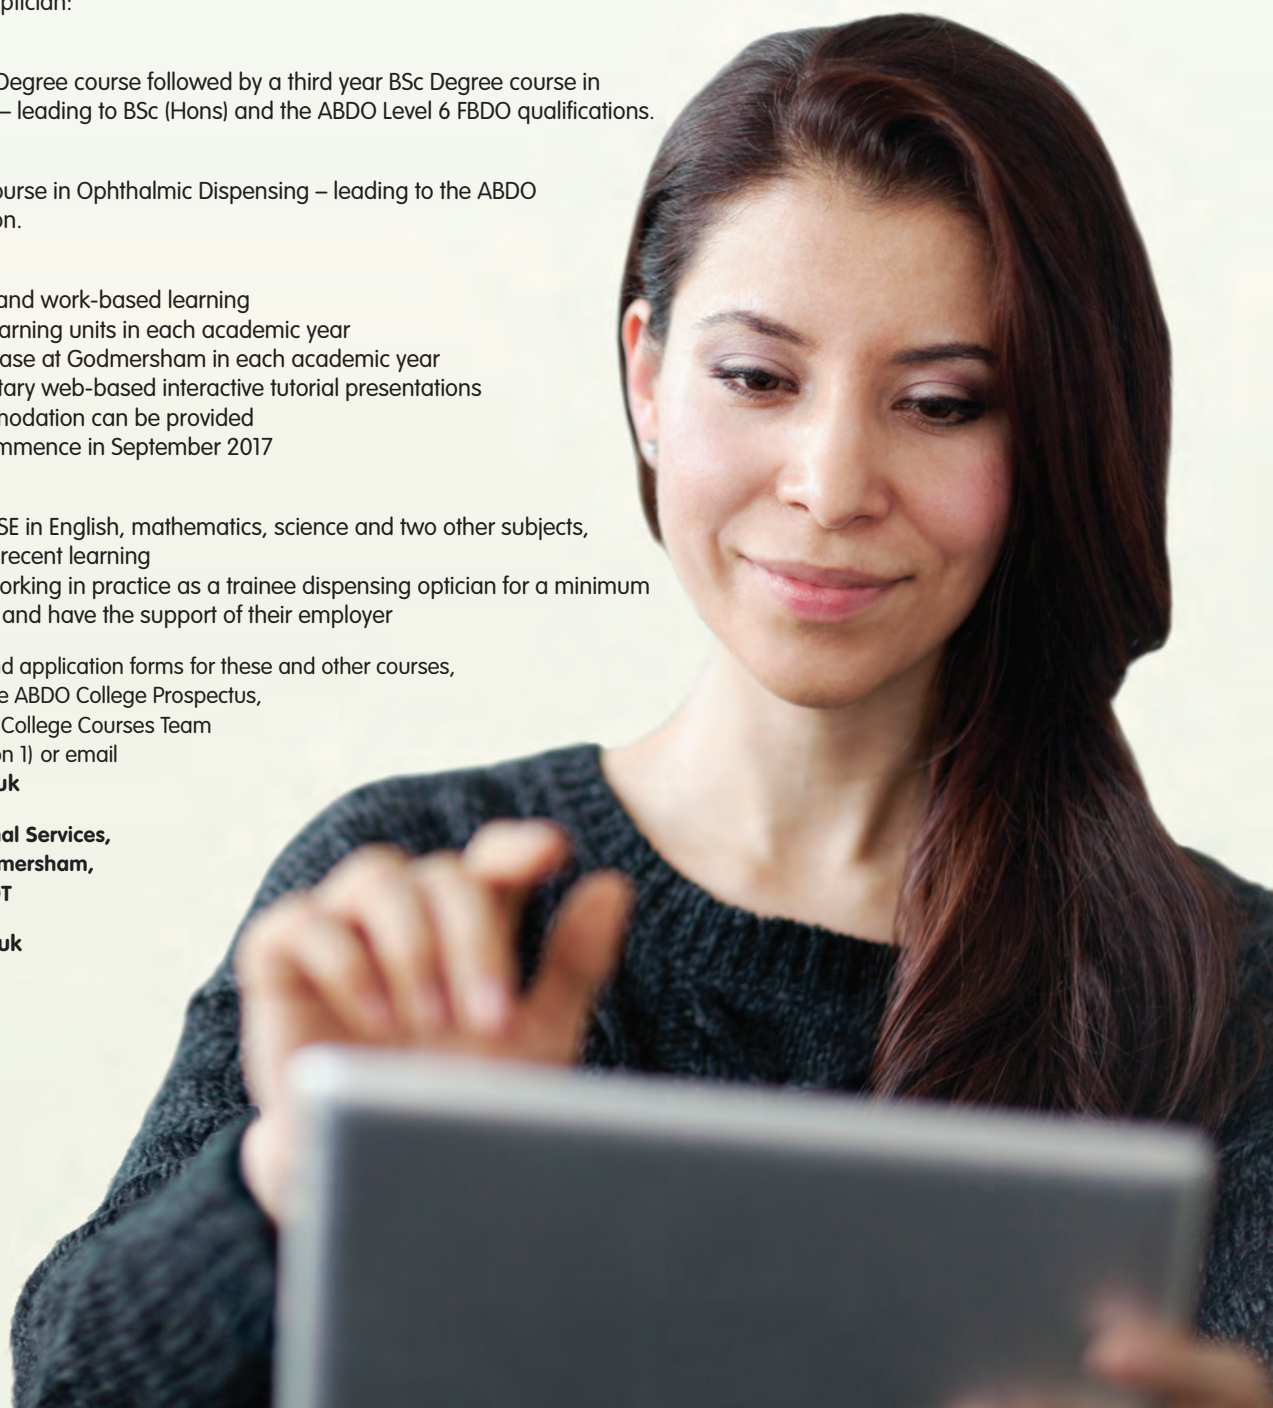 ptician:
Degree course followed by a third year BSc Degree course in
– leading to BSc (Hons) and the ABDO Level 6 FBDO qualifications.
ourse in Ophthalmic Dispensing – leading to the ABDO
on.
and work-based learning
arning units in each academic year
ase at Godmersham in each academic year
tary web-based interactive tutorial presentations
modation can be provided
mmence in September 2017
SE in English, mathematics, science and two other subjects,
recent learning
orking in practice as a trainee dispensing optician for a minimum
and have the support of their employer
nd application forms for these and other courses,
e ABDO College Prospectus,
College Courses Team
on 1) or email
uk
al Services,
mersham,
T
uk